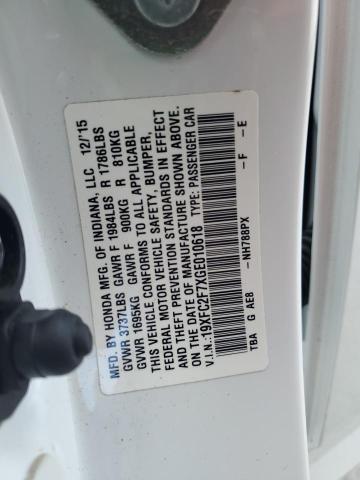 MFD. BY HONDA MFG. OF INDIANA, LLC 12/'15
GVWR 3737LBS GAWR F 1984LBS R 1786LBS
GVWR 1695KG GAWR F 900KG R 810KG
THIS VEHICLE CONFORMS TO ALL APPLICABLE
FEDERAL MOTOR VEHICLE SAFETY, BUMPER,
AND THEFT PREVENTION STANDARDS IN EFFECT
ON THE DATE OF MANUFACTURE SHOWN ABOVE.
V.I.N.:19XFC2F7XGE010618 TYPE: PASSENGER CAR
TBA G AE8 -NH788PX -F -E